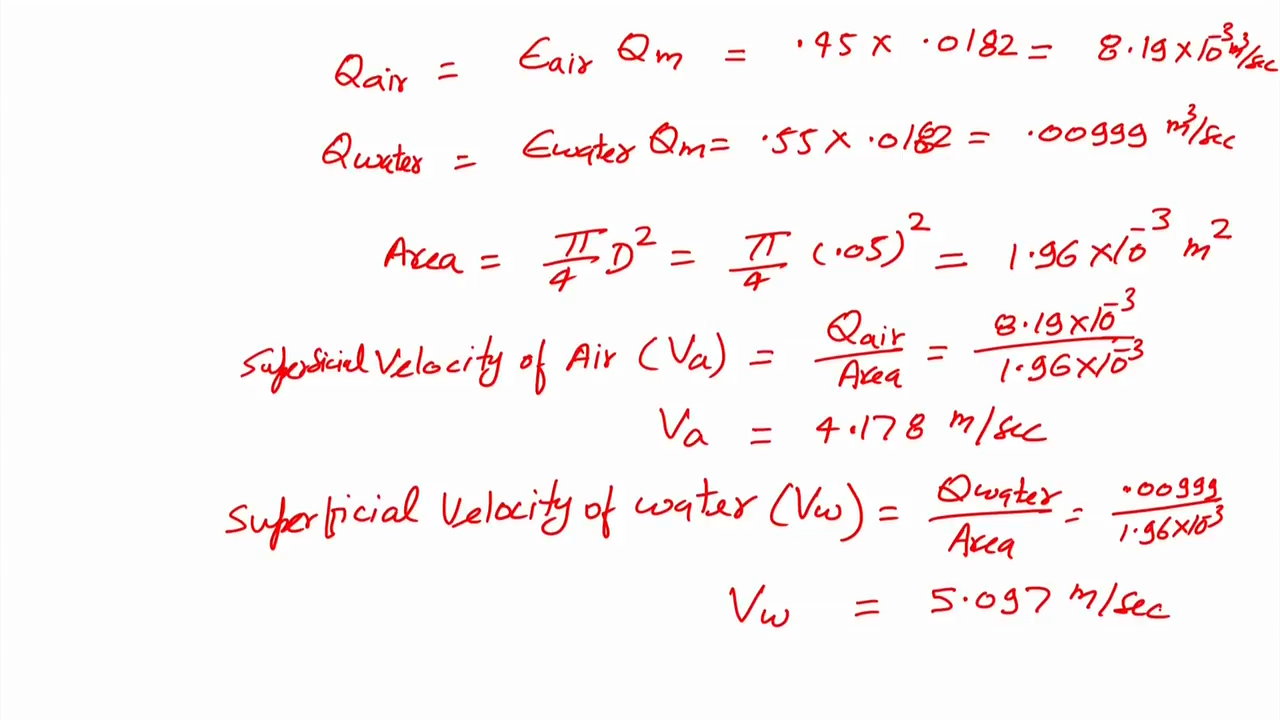 Qair = Eair Qm = .45 × .0182 = 8.19×10⁻³ m³/sec
Qwater = Ewater Qm = .55 × .0182 = .00999 m³/sec
Area = π/4 D² = π/4 (.05)² = 1.96×10⁻³ m²
Superficial Velocity of Air (Va) = Qair/Area = 8.19×10⁻³/1.96×10⁻³
Va = 4.178 m/sec
Superficial Velocity of water (Vw) = Qwater/Area = .00999/1.96×10⁻³
Vw = 5.097 m/sec